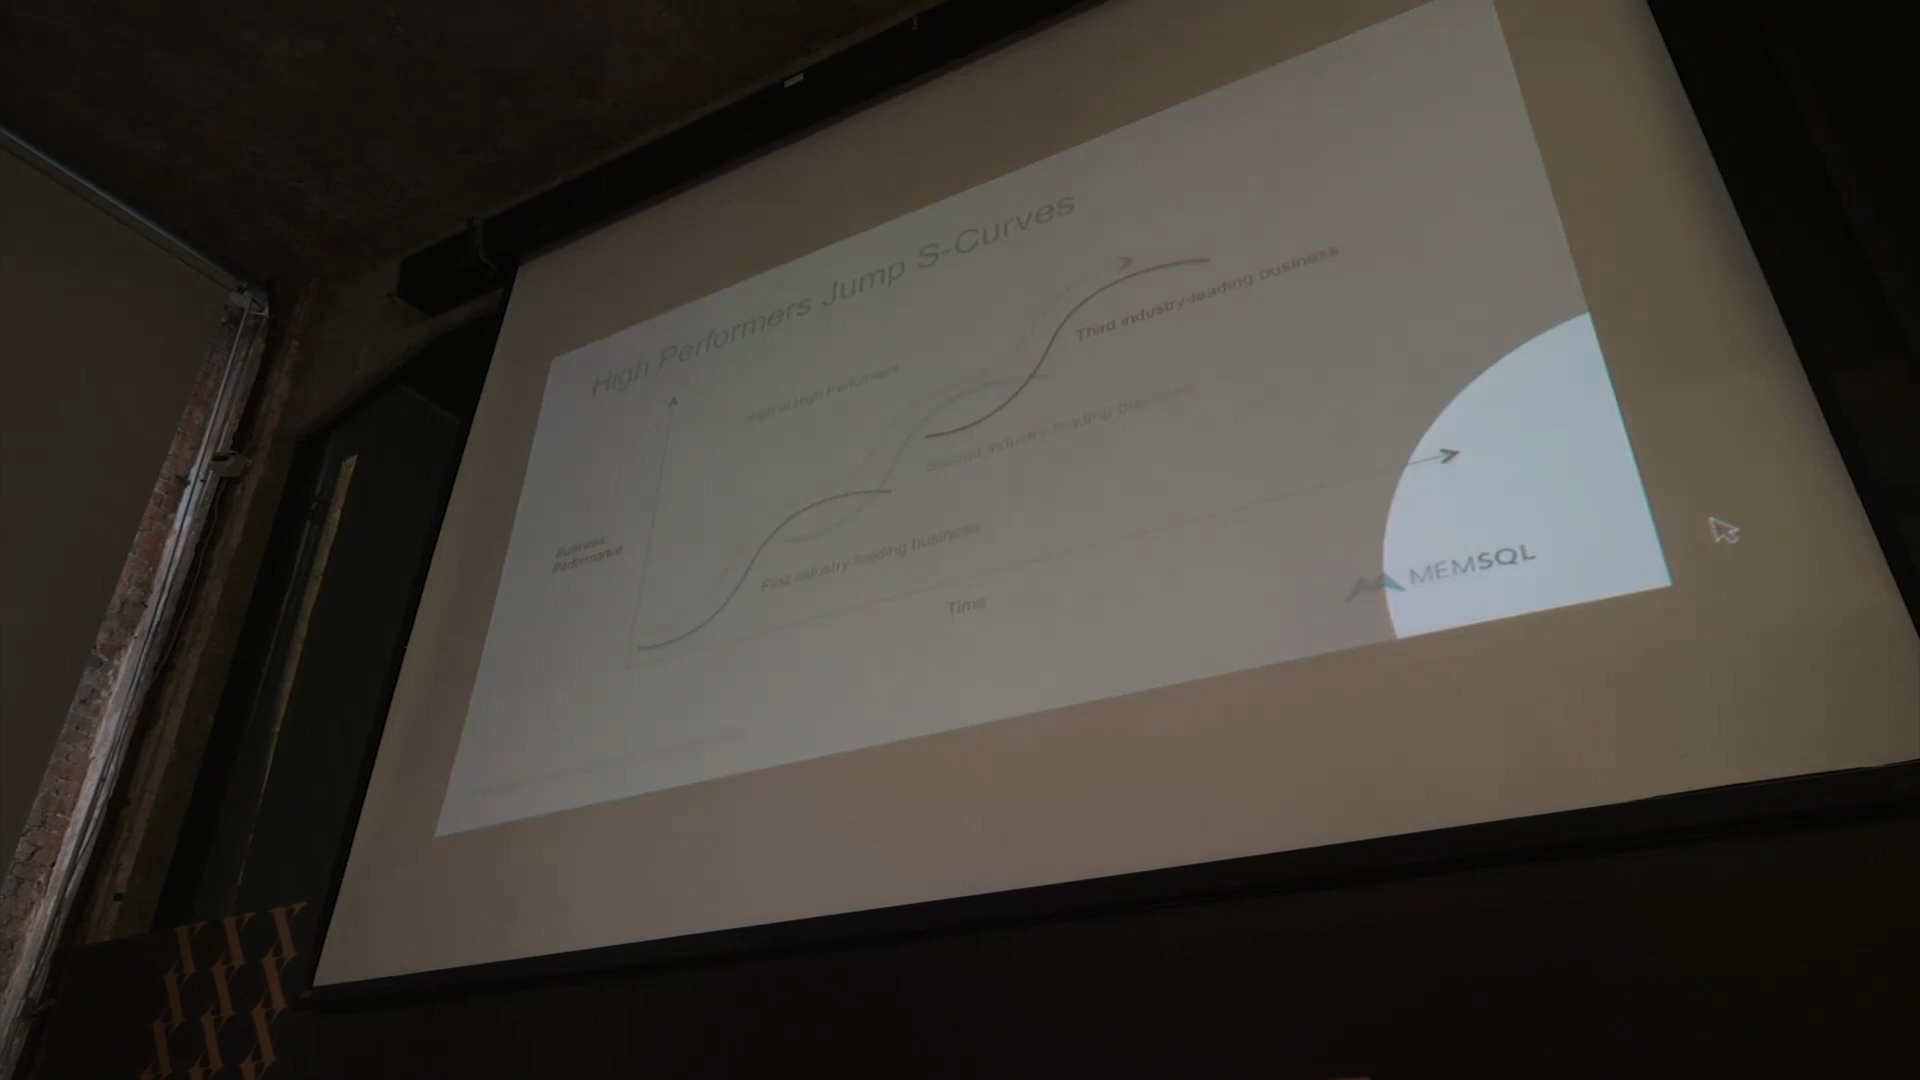 High Performers Jump S-Curves
Path of High Performers
Third industry-leading business
Second industry-leading business
Business
Performance
First industry-leading business
Time
MEMSQL